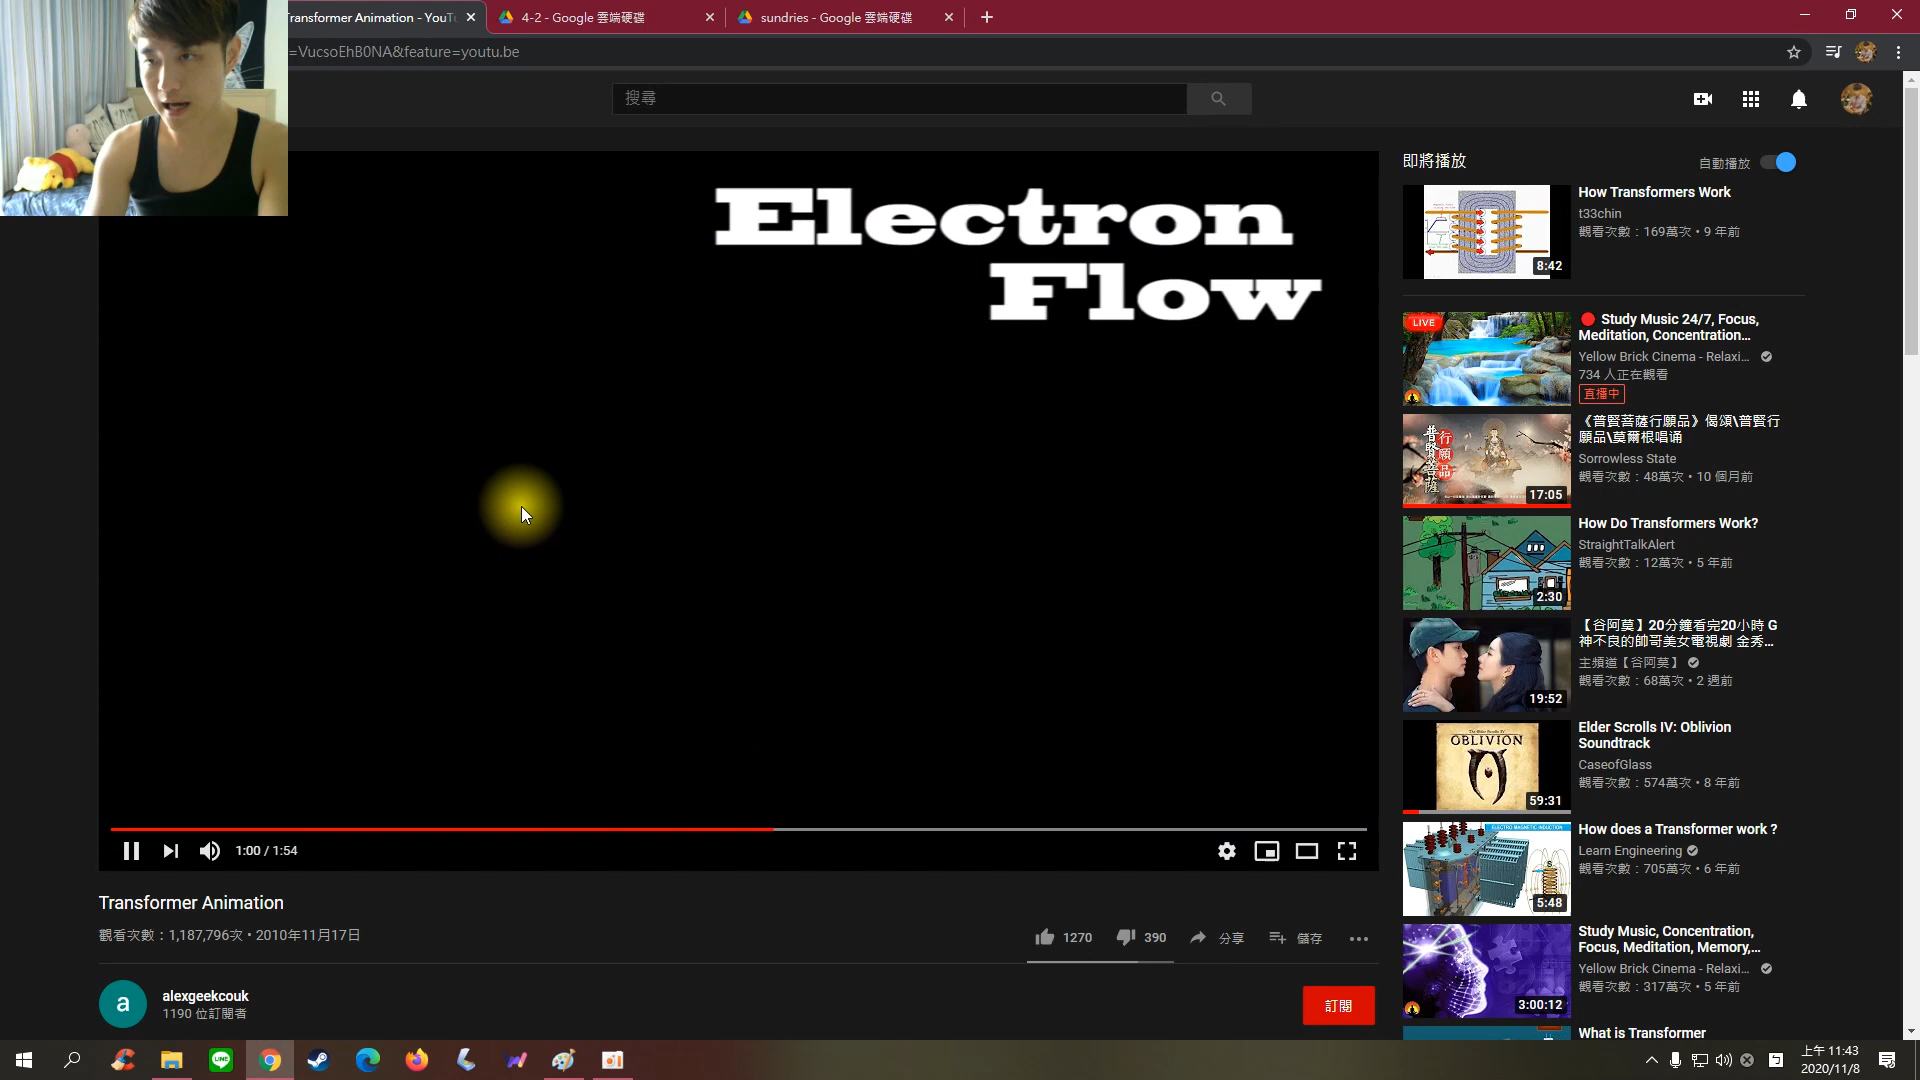 Transformer Animation - YouTu
4-2 - Google 雲端硬碟
sundries - Google 雲端硬碟
=VucsoEhB0NA&feature=youtu.be
搜尋
Electron
Flow
1:00 / 1:54
Transformer Animation
觀看次數：1,187,796次 • 2010年11月17日
1270
390
分享
儲存
a
alexgeekcouk
1190 位訂閱者
訂閱
即將播放
自動播放
8:42
How Transformers Work
t33chin
觀看次數：169萬次 • 9 年前
LIVE
Study Music 24/7, Focus,
Meditation, Concentration...
Yellow Brick Cinema - Relaxi...
734 人正在觀看
直播中
普賢菩薩
行願品
17:05
《普賢菩薩行願品》偈頌\普賢行
願品\莫爾根唱誦
Sorrowless State
觀看次數：48萬次 • 10 個月前
2:30
How Do Transformers Work?
StraightTalkAlert
觀看次數：12萬次 • 5 年前
19:52
【谷阿莫】20分鐘看完20小時 G
神不良的帥哥美女電視劇 金秀...
主頻道【谷阿莫】
觀看次數：68萬次 • 2 週前
OBLIVION
59:31
Elder Scrolls IV: Oblivion
Soundtrack
CaseofGlass
觀看次數：574萬次 • 8 年前
ELECTRO MAGNETIC INDUCTION
S
5:48
How does a Transformer work ?
Learn Engineering
觀看次數：705萬次 • 6 年前
3:00:12
Study Music, Concentration,
Focus, Meditation, Memory,...
Yellow Brick Cinema - Relaxi...
觀看次數：317萬次 • 5 年前
What is Transformer
LINE
上午 11:43
2020/11/8